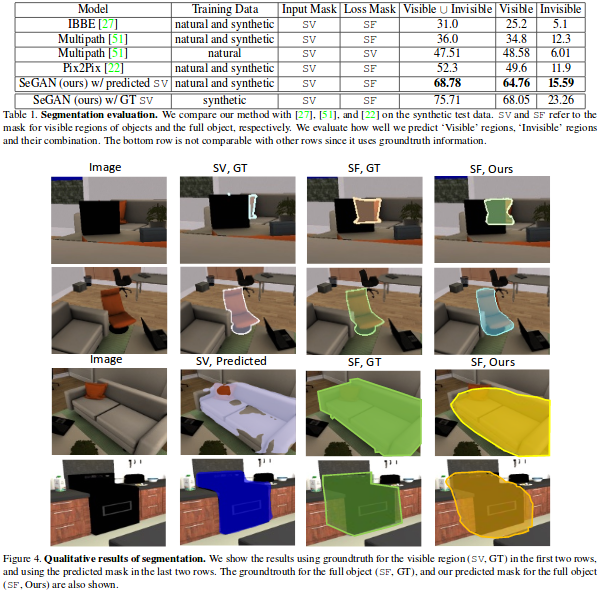 Model Training Data Input Mask Loss Mask Visible ∪ Invisible Visible Invisible
IBBE [27] natural and synthetic SV SF 31.0 25.2 5.1
Multipath [51] natural and synthetic SV SF 36.0 34.8 12.3
Multipath [51] natural SV SV 47.51 48.58 6.01
Pix2Pix [22] natural and synthetic SV SF 52.3 49.6 11.9
SeGAN (ours) w/ predicted SV natural and synthetic SV SF 68.78 64.76 15.59
SeGAN (ours) w/ GT SV synthetic SV SF 75.71 68.05 23.26
Table 1. Segmentation evaluation. We compare our method with [27], [51], and [22] on the synthetic test data. SV and SF refer to
the mask for visible regions of objects and the full object, respectively. We evaluate how well we predict 'Visible' regions, 'Invisible' regions
and their combination. The bottom row is not comparable with other rows since it uses groundtruth information.
Image SV, GT SF, GT SF, Ours
Image SV, Predicted SF, GT SF, Ours
Figure 4. Qualitative results of segmentation. We show the results using groundtruth for the visible region (SV, GT) in the first two rows,
and using the predicted mask in the last two rows. The groundtrouth for the full object (SF, GT), and our predicted mask for the full object
(SF, Ours) are also shown.